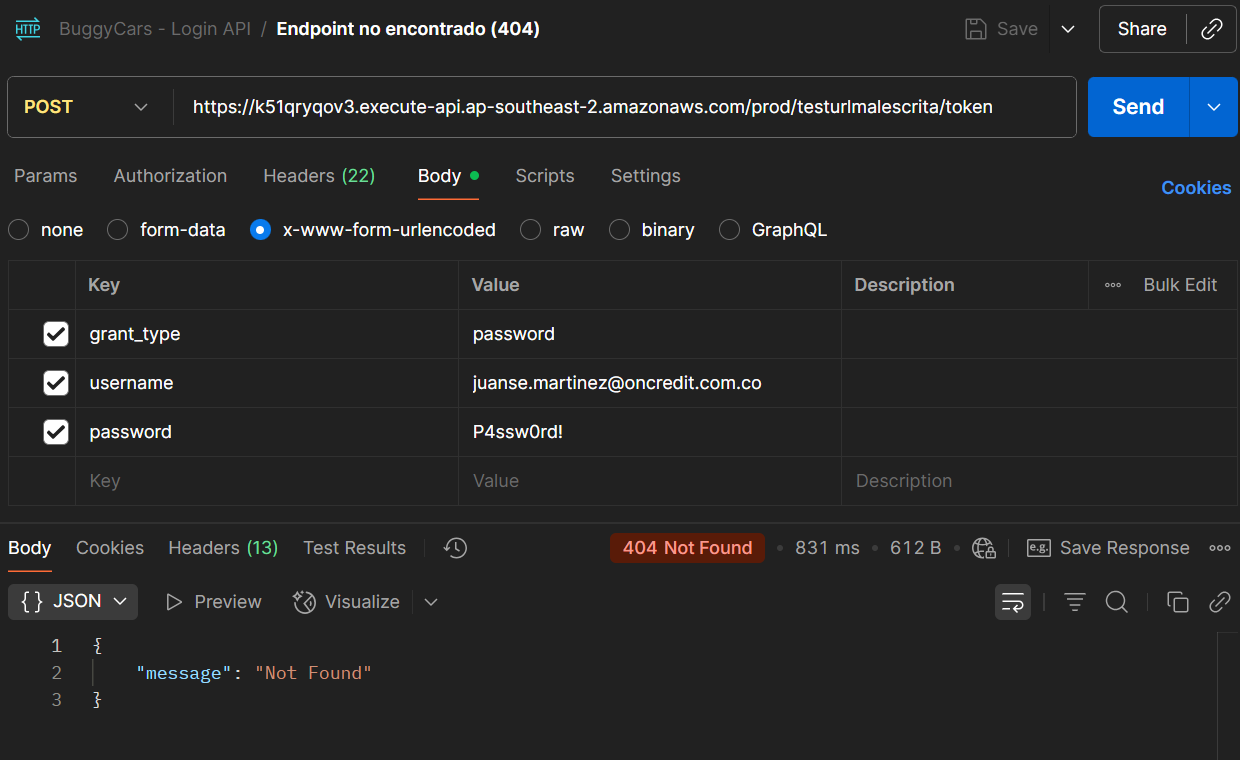 HTTP BuggyCars - Login API / Endpoint no encontrado (404) Save Share
POST https://k51qryqov3.execute-api.ap-southeast-2.amazonaws.com/prod/testurlmalescrita/token Send
Params Authorization Headers (22) Body Scripts Settings Cookies
none form-data x-www-form-urlencoded raw binary GraphQL
Key Value Description Bulk Edit
grant_type password
username juanse.martinez@oncredit.com.co
password P4ssw0rd!
Key Value Description
Body Cookies Headers (13) Test Results 404 Not Found • 831 ms • 612 B • e.g. Save Response
{} JSON Preview Visualize
1 {
2 "message": "Not Found"
3 }